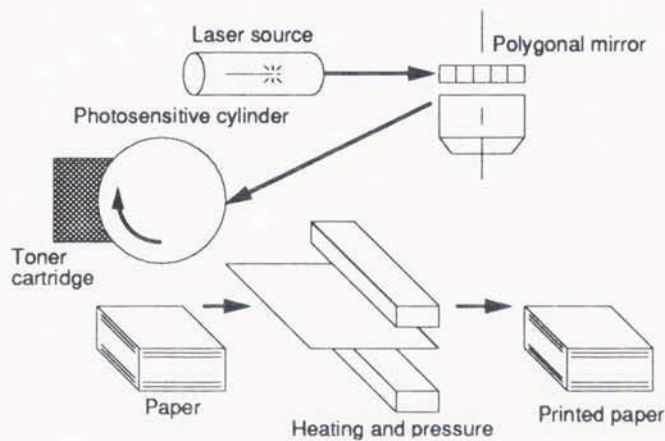 Laser source
Polygonal mirror
Photosensitive cylinder
Toner
cartridge
Paper
Heating and pressure
Printed paper